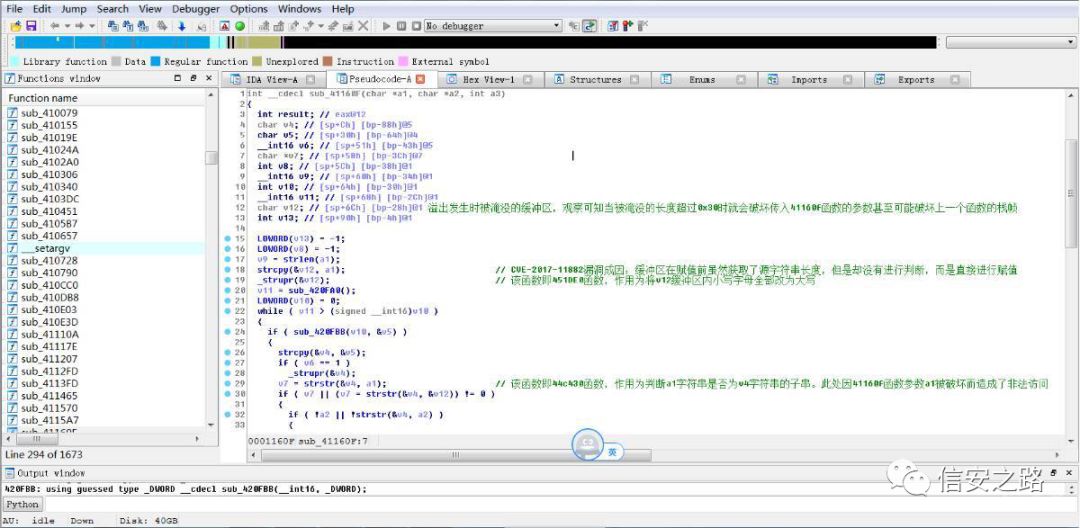 File Edit Jump Search View Debugger Options Windows Help
No debugger
Library function Data Regular function Unexplored Instruction External symbol
Functions window
IDA View-A Pseudocode-A Hex View-1 Structures Enums Imports Exports
Function name
sub_410079
sub_410155
sub_41019E
sub_41024A
sub_4102A0
sub_410306
sub_410340
sub_4103DC
sub_410451
sub_410587
sub_410657
___setargv
sub_410728
sub_410790
sub_410CC0
sub_410DB8
sub_410E03
sub_410E3D
sub_41110A
sub_41117E
sub_411207
sub_4112FD
sub_4113FD
sub_411465
sub_411570
sub_4115A7
sub_41160F
Line 294 of 1673
1 int __cdecl sub_41160F(char *a1, char *a2, int a3)
2 {
3 int result; // eax@12
4 char v4; // [sp+Ch] [bp-88h]@5
5 char v5; // [sp+30h] [bp-64h]@4
6 __int16 v6; // [sp+51h] [bp-43h]@5
7 char *v7; // [sp+58h] [bp-3Ch]@7
8 int v8; // [sp+5Ch] [bp-38h]@1
9 __int16 v9; // [sp+60h] [bp-34h]@1
10 int v10; // [sp+64h] [bp-30h]@1
11 __int16 v11; // [sp+68h] [bp-2Ch]@1
12 char v12; // [sp+6Ch] [bp-28h]@1 溢出发生时被淹没的缓冲区，观察可知当被淹没的长度超过0x30时就会破坏传入41160F函数的参数甚至可能破坏上一个函数的栈帧
13 int v13; // [sp+90h] [bp-4h]@1
14
15 LOWORD(v13) = -1;
16 LOWORD(v8) = -1;
17 v9 = strlen(a1);
18 strcpy(&v12, a1); // CVE-2017-11882漏洞成因：缓冲区在赋值前虽然获取了源字符串长度，但是却没有进行判断，而是直接进行赋值
19 _strupr(&v12); // 该函数即451DE0函数，作用为将v12缓冲区内小写字母全部改为大写
20 v11 = sub_420FA0();
21 LOWORD(v10) = 0;
22 while ( v11 > (signed __int16)v10 )
23 {
24 if ( sub_420FBB(v10, &v5) )
25 {
26 strcpy(&v4, &v5);
27 if ( v6 == 1 )
28 _strupr(&v4);
29 v7 = strstr(&v4, a1); // 该函数即44c430函数，作用为判断a1字符串是否为v4字符串的子串。此处因41160f函数参数a1被破坏而造成了非法访问
30 if ( v7 || (v7 = strstr(&v4, &v12)) != 0 )
31 {
32 if ( !a2 || !strstr(&v4, a2) )
33 {
0001160F sub_41160F:7
英
信安之路
Output window
420FBB: using guessed type _DWORD __cdecl sub_420FBB(__int16, _DWORD);
Python
AU: idle Down Disk: 40GB